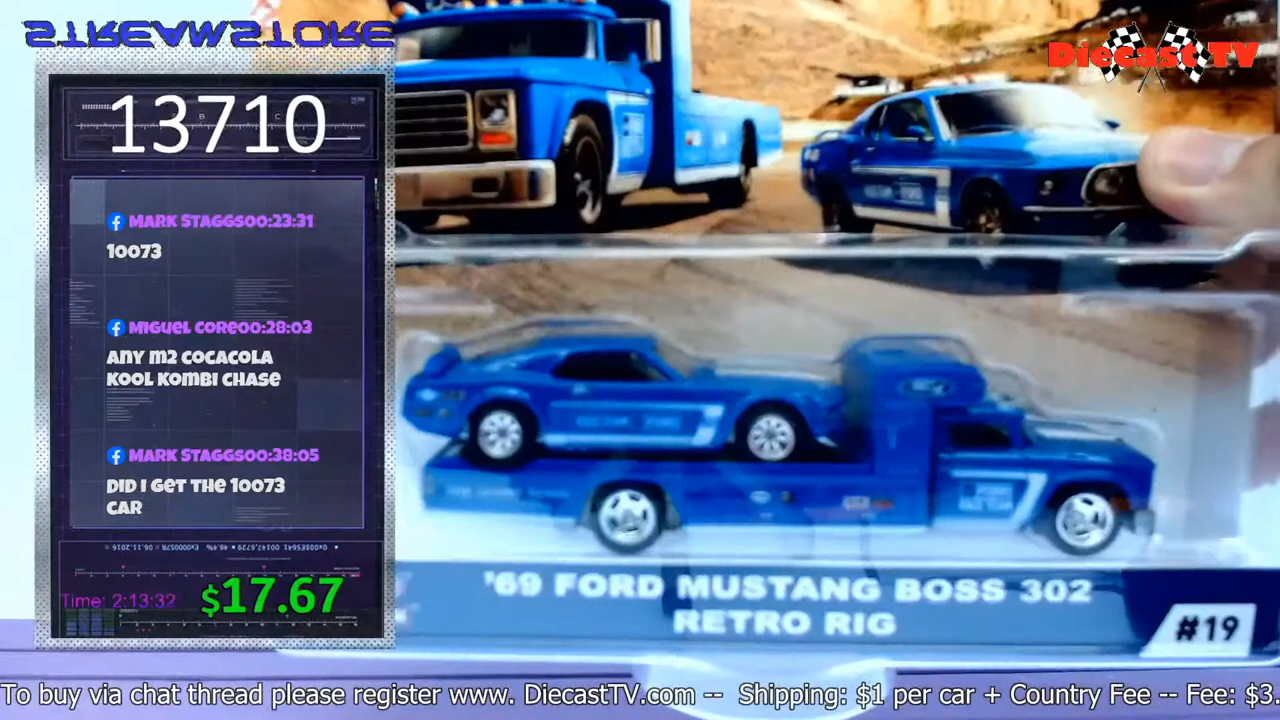 STREAMSTORE
Diecast TV
13710
MARK STAGGS00:23:31
10073
MIGUEL CORE00:28:03
ANY M2 COCACOLA
KOOL KOMBI CHASE
MARK STAGGS00:38:05
DID I GET THE 10073
CAR
Time: 2:13:32
$17.67
Ford
'69 FORD MUSTANG BOSS 302
RETRO RIG
#19
To buy via chat thread please register www. DiecastTV.com -- Shipping: $1 per car + Country Fee -- Fee: $3.